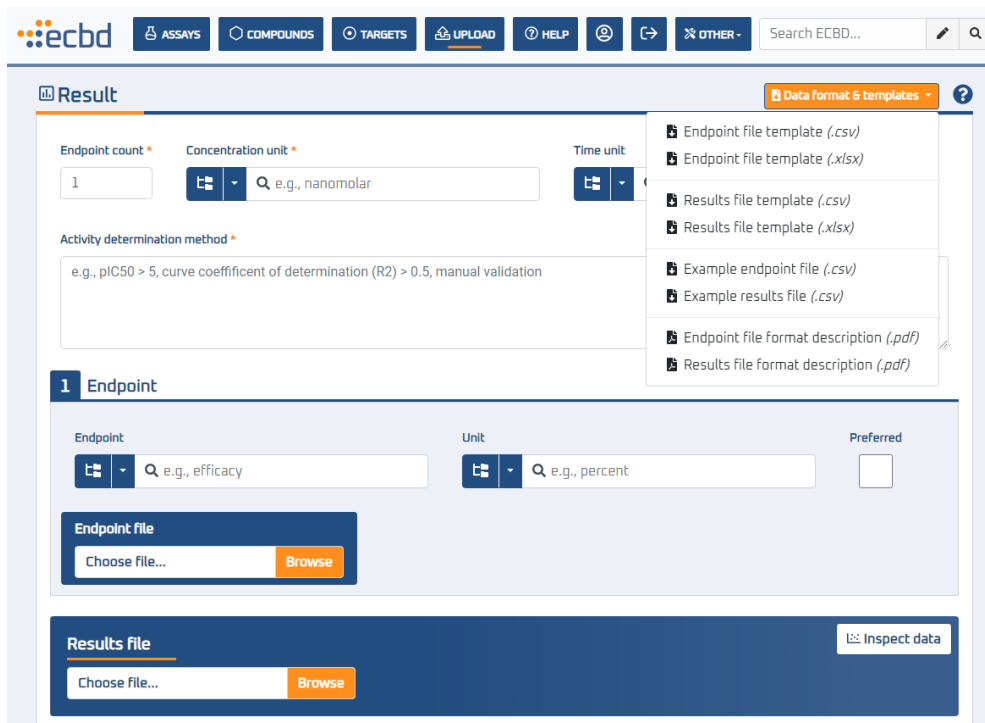 ecbd ASSAYS COMPOUNDS TARGETS UPLOAD HELP OTHER Search ECBD...
Result Data format & templates
Endpoint file template (.csv)
Endpoint file template (.xlsx)
Results file template (.csv)
Results file template (.xlsx)
Example endpoint file (.csv)
Example results file (.csv)
Endpoint file format description (.pdf)
Results file format description (.pdf)
Endpoint count * Concentration unit * Time unit
1 e.g., nanomolar
Activity determination method *
e.g., pIC50 > 5, curve coeffificent of determination (R2) > 0.5, manual validation
1 Endpoint
Endpoint Unit Preferred
e.g., efficacy e.g., percent
Endpoint file
Choose file... Browse
Results file Inspect data
Choose file... Browse